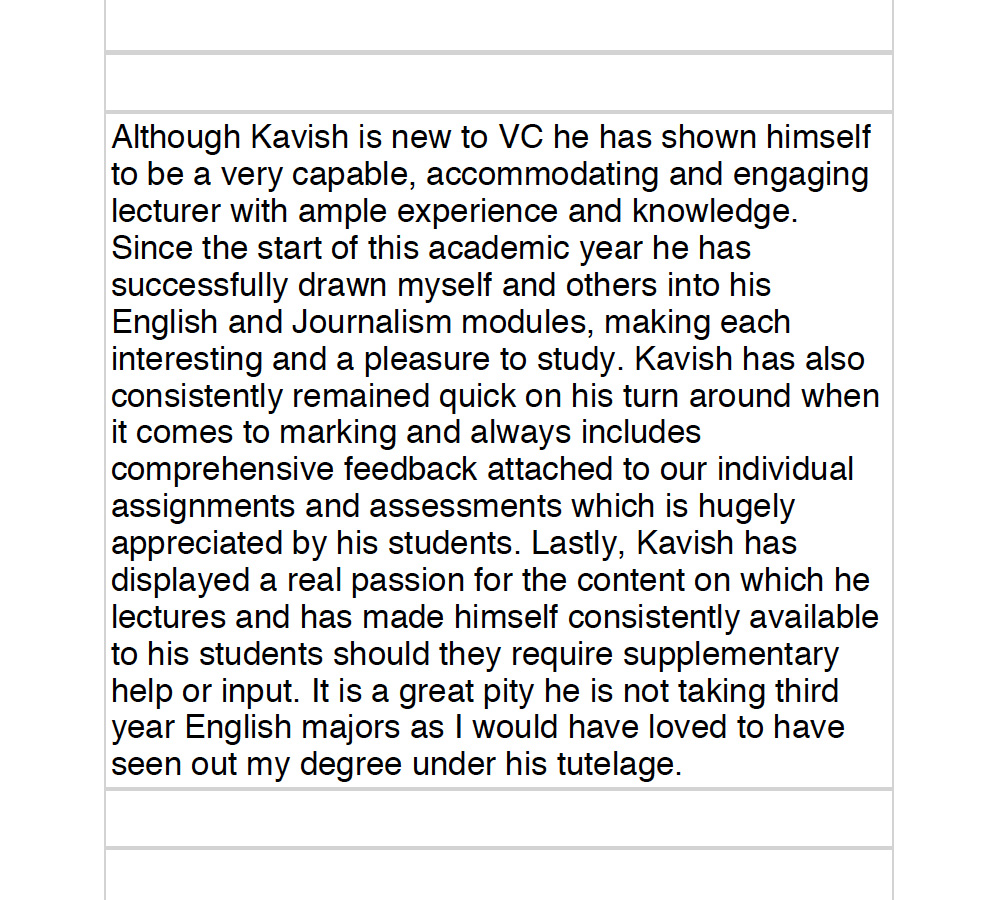 Although Kavish is new to VC he has shown himself
to be a very capable, accommodating and engaging
lecturer with ample experience and knowledge.
Since the start of this academic year he has
successfully drawn myself and others into his
English and Journalism modules, making each
interesting and a pleasure to study. Kavish has also
consistently remained quick on his turn around when
it comes to marking and always includes
comprehensive feedback attached to our individual
assignments and assessments which is hugely
appreciated by his students. Lastly, Kavish has
displayed a real passion for the content on which he
lectures and has made himself consistently available
to his students should they require supplementary
help or input. It is a great pity he is not taking third
year English majors as I would have loved to have
seen out my degree under his tutelage.